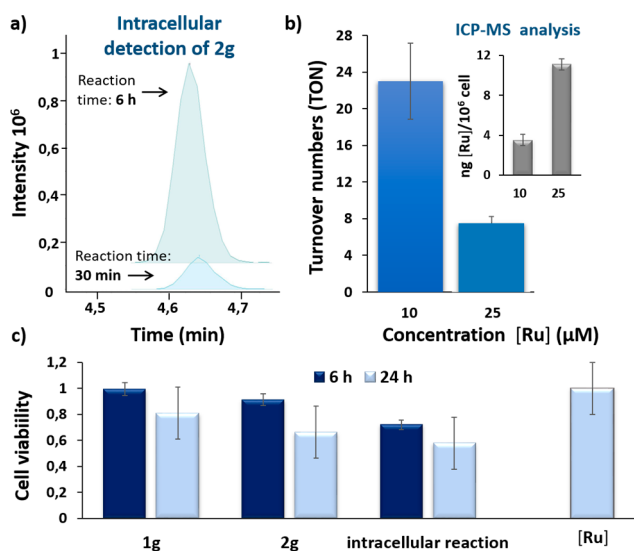 a)
Intracellular
detection of 2g
Intensity 10⁶
1
0,8
0,6
0,4
0,2
Reaction
time: 6 h
Reaction time:
30 min
4,5
4,6
4,7
Time (min)
b)
ICP-MS analysis
Turnover numbers (TON)
28
24
20
16
12
8
4
0
10
25
Concentration [Ru] (µM)
ng [Ru]/10⁶ cell
12
8
4
0
10
25
c)
Cell viabiility
1,2
1
0,8
0,6
0,4
0,2
0
6 h
24 h
1g
2g
intracellular reaction
[Ru]